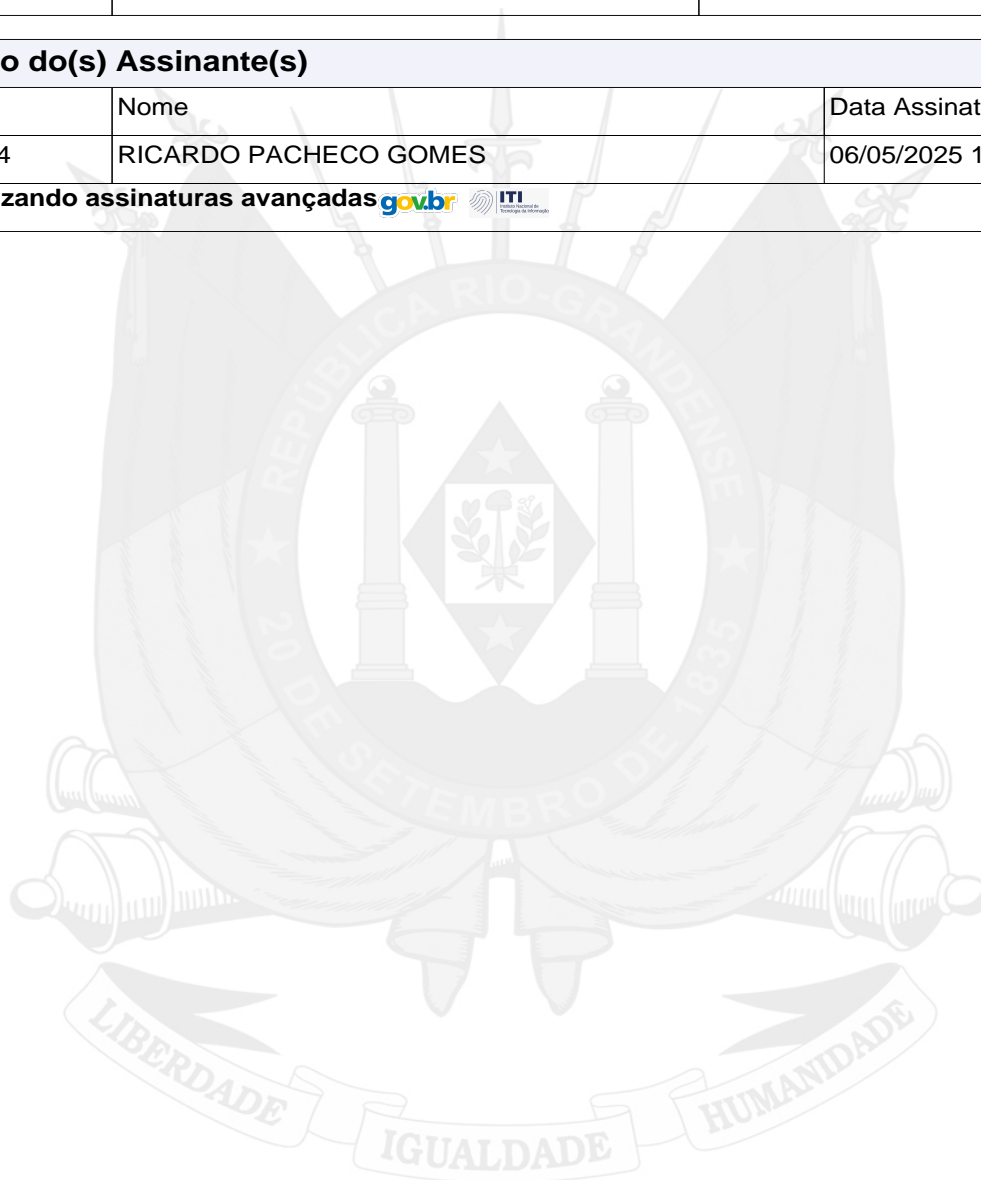 o do(s) Assinante(s)
Nome
Data Assinat
4
RICARDO PACHECO GOMES
06/05/2025 1
zando assinaturas avançadas gov.br ITI
REPÚBLICA RIO-GRANDENSE
20 DE SETEMBRO DE 1835
LIBERDADE
IGUALDADE
HUMANIDADE